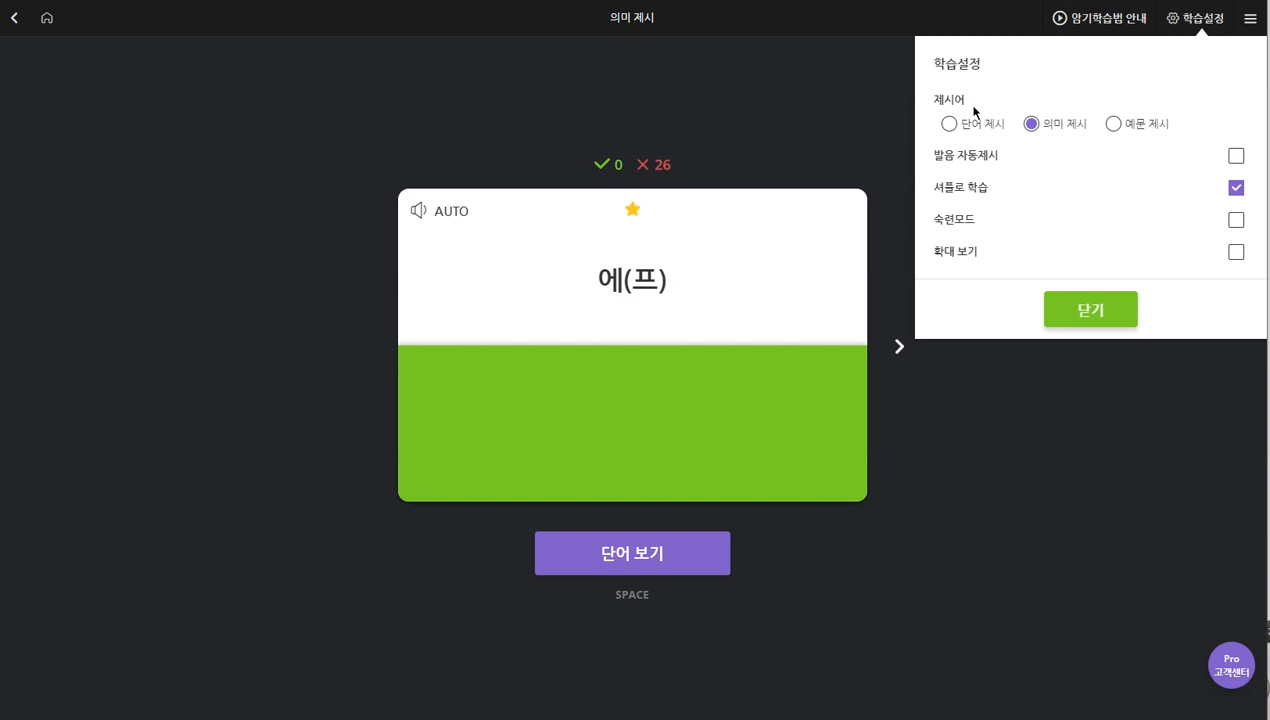 의미 제시
암기학습법 안내
학습설정
학습설정
제시어
단어 제시
의미 제시
예문 제시
발음 자동제시
셔플로 학습
숙련모드
확대 보기
닫기
0
26
AUTO
에(프)
단어 보기
SPACE
Pro
고객센터